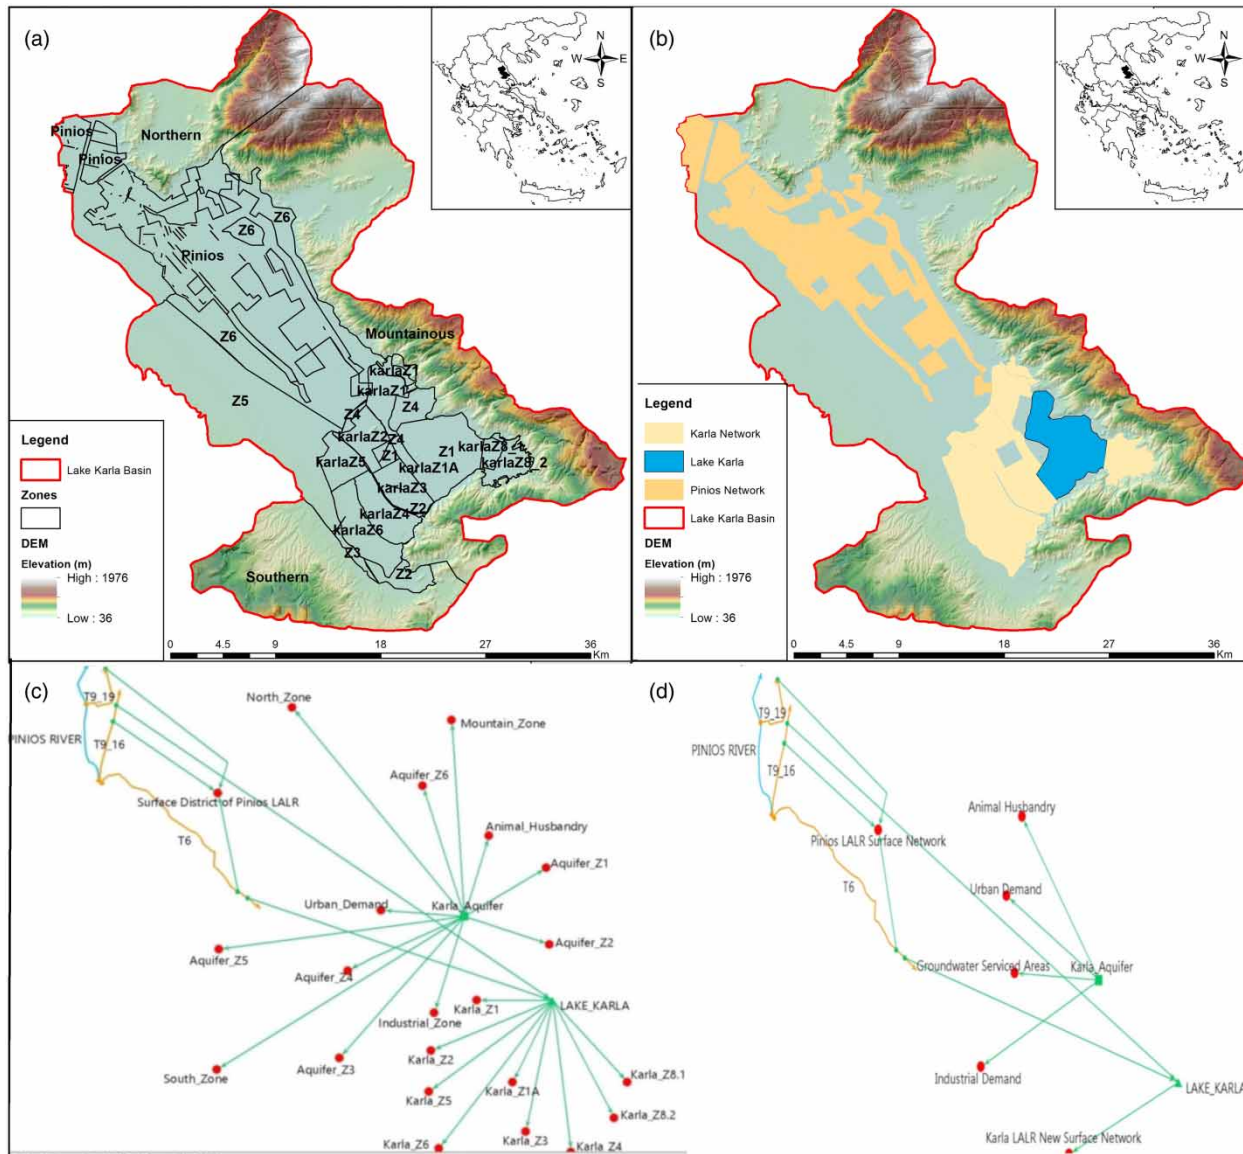 (a)
N
W E
S
Pinios
Northern
Pinios
Z6
Z6
Pinios
Z6
Mountainous
karlaZ1
karlaZ1
Z5
Z4
Z4
karlaZ2
Z4
Z1
Z1
karlaZ5
karlaZ1A
karlaZ8_2
karlaZ3
Z2
karlaZ4
karlaZ6
Z3
Z2
Southern
Legend
Lake Karla Basin
Zones
DEM
Elevation (m)
High : 1976
Low : 36
0 4.5 9 18 27 36
Km
(b)
N
W E
S
Legend
Karla Network
Lake Karla
Pinios Network
Lake Karla Basin
DEM
Elevation (m)
High : 1976
Low : 36
0 4.5 9 18 27 36
Km
(c)
T9_19
PINIOS RIVER
T9_16
North_Zone
Mountain_Zone
Aquifer_Z6
Surface District of Pinios LALR
T6
Animal_Husbandry
Aquifer_Z1
Urban_Demand
Karla_Aquifer
Aquifer_Z2
Aquifer_Z5
Aquifer_Z4
Karla_Z1
LAKE_KARLA
Industrial_Zone
Karla_Z2
South_Zone
Aquifer_Z3
Karla_Z5
Karla_Z1A
Karla_Z8.1
Karla_Z8.2
Karla_Z6
Karla_Z3
Karla_Z4
(d)
T9_19
PINIOS RIVER
T9_16
Animal Husbandry
Pinios LALR Surface Network
T6
Urban Demand
Groundwater Serviced Areas
Karla_Aquifer
Industrial Demand
LAKE_KARLA
Karla LALR New Surface Network